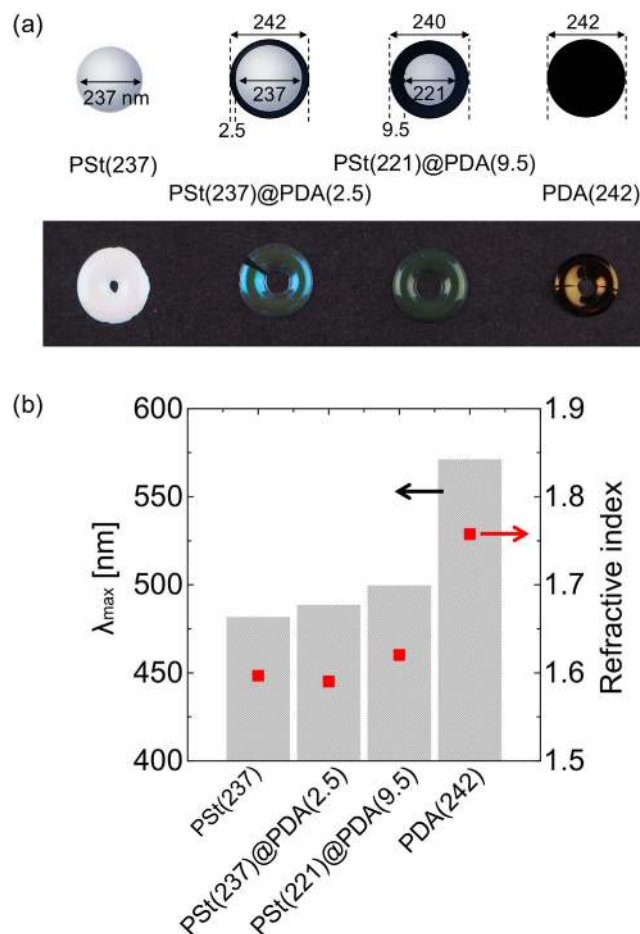 (a)
242 240 242
237 nm 237 221
2.5 9.5
PSt(237) PSt(221)@PDA(9.5)
PSt(237)@PDA(2.5) PDA(242)
(b)
600 1.9
550 1.8
500 1.7
450 1.6
400 1.5
λmax [nm]
Refractive index
PSt(237)
PSt(237)@PDA(2.5)
PSt(221)@PDA(9.5)
PDA(242)